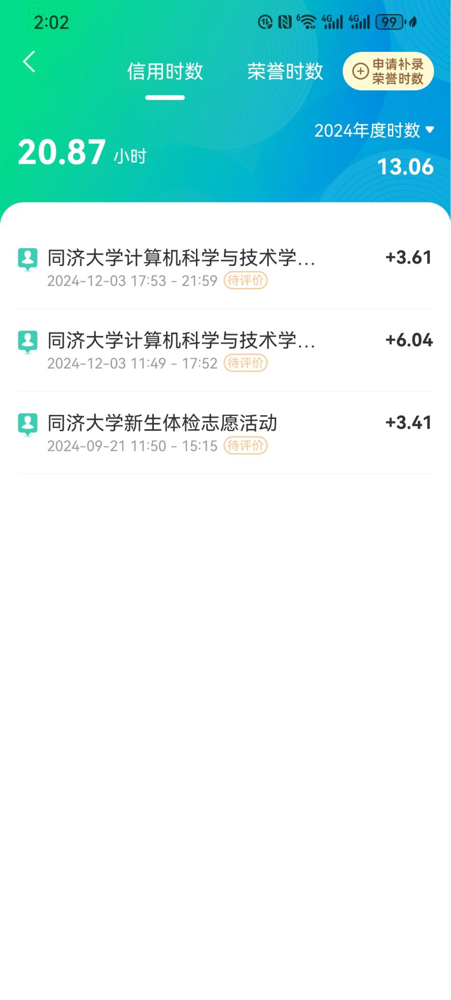 2:02
6 4G 4G 99
信用时数 荣誉时数 申请补录
荣誉时数
2024年度时数
20.87 小时
13.06
同济大学计算机科学与技术学... +3.61
2024-12-03 17:53 - 21:59 待评价
同济大学计算机科学与技术学... +6.04
2024-12-03 11:49 - 17:52 待评价
同济大学新生体检志愿活动 +3.41
2024-09-21 11:50 - 15:15 待评价